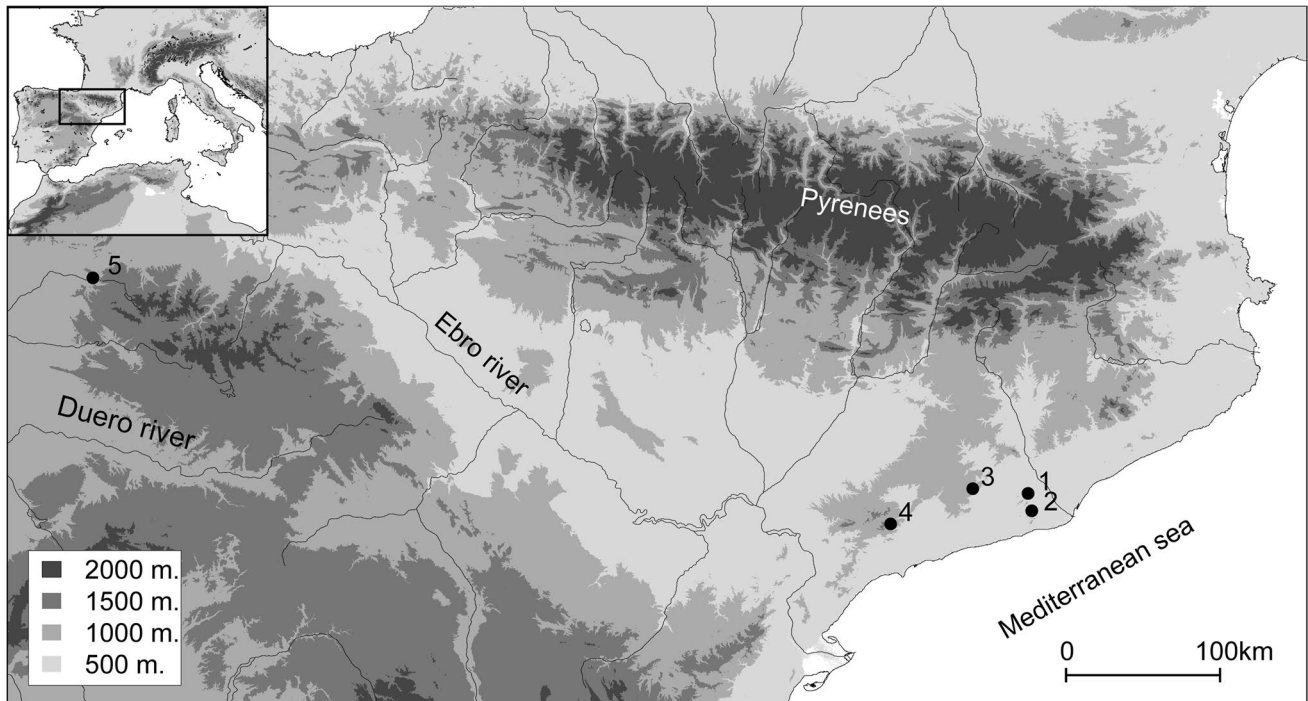 Pyrenees
5
Ebro river
Duero river
3
1
2
4
Mediterranean sea
2000 m.
1500 m.
1000 m.
500 m.
0 100km